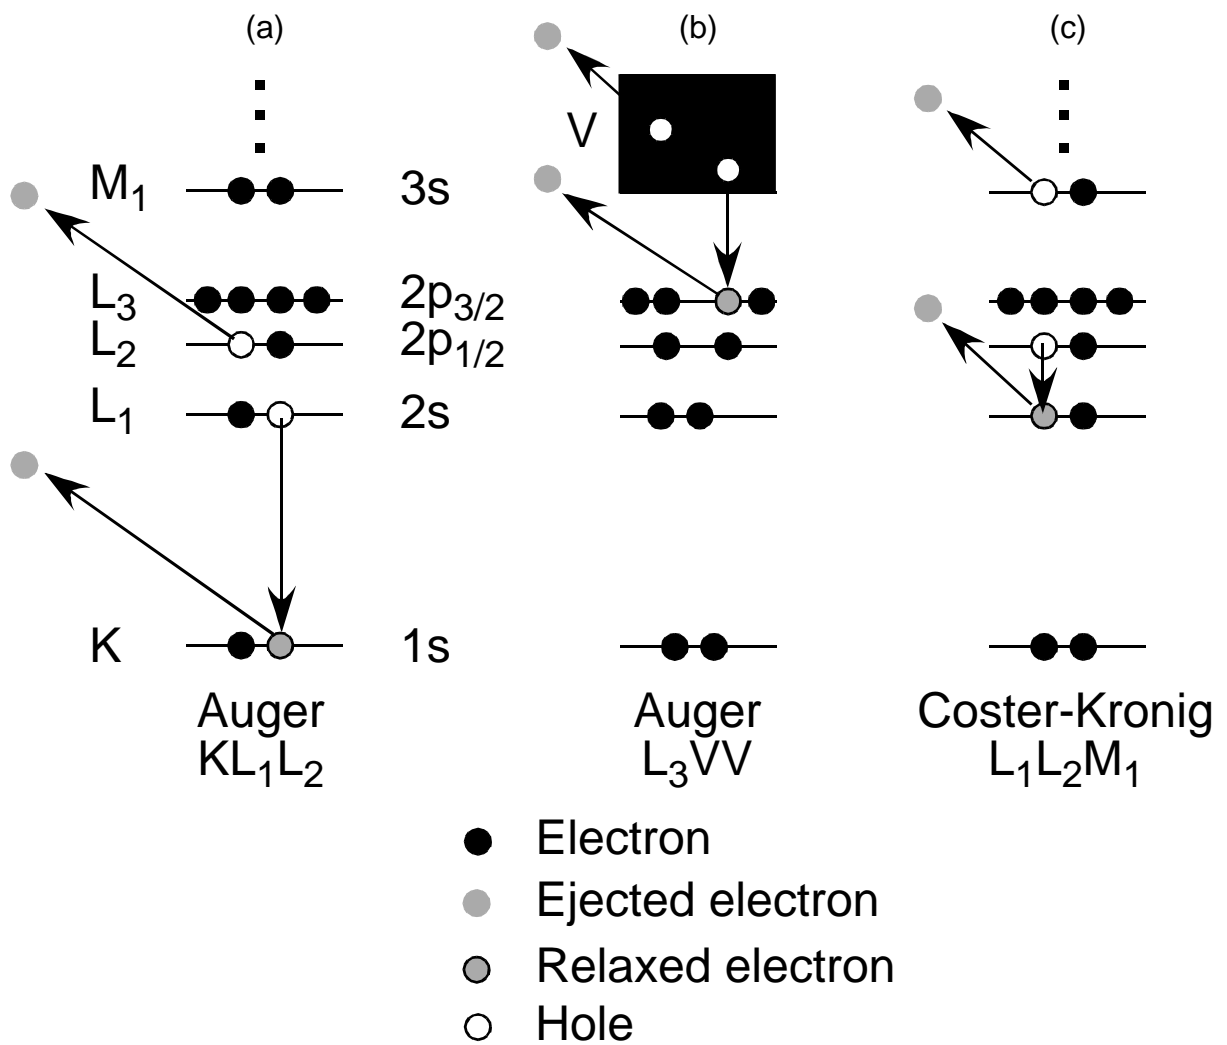 (a) (b) (c)
V
M₁ 3s
L₃ 2p₃/₂
L₂ 2p₁/₂
L₁ 2s
K 1s
Auger Auger Coster-Kronig
KL₁L₂ L₃VV L₁L₂M₁
Electron
Ejected electron
Relaxed electron
Hole